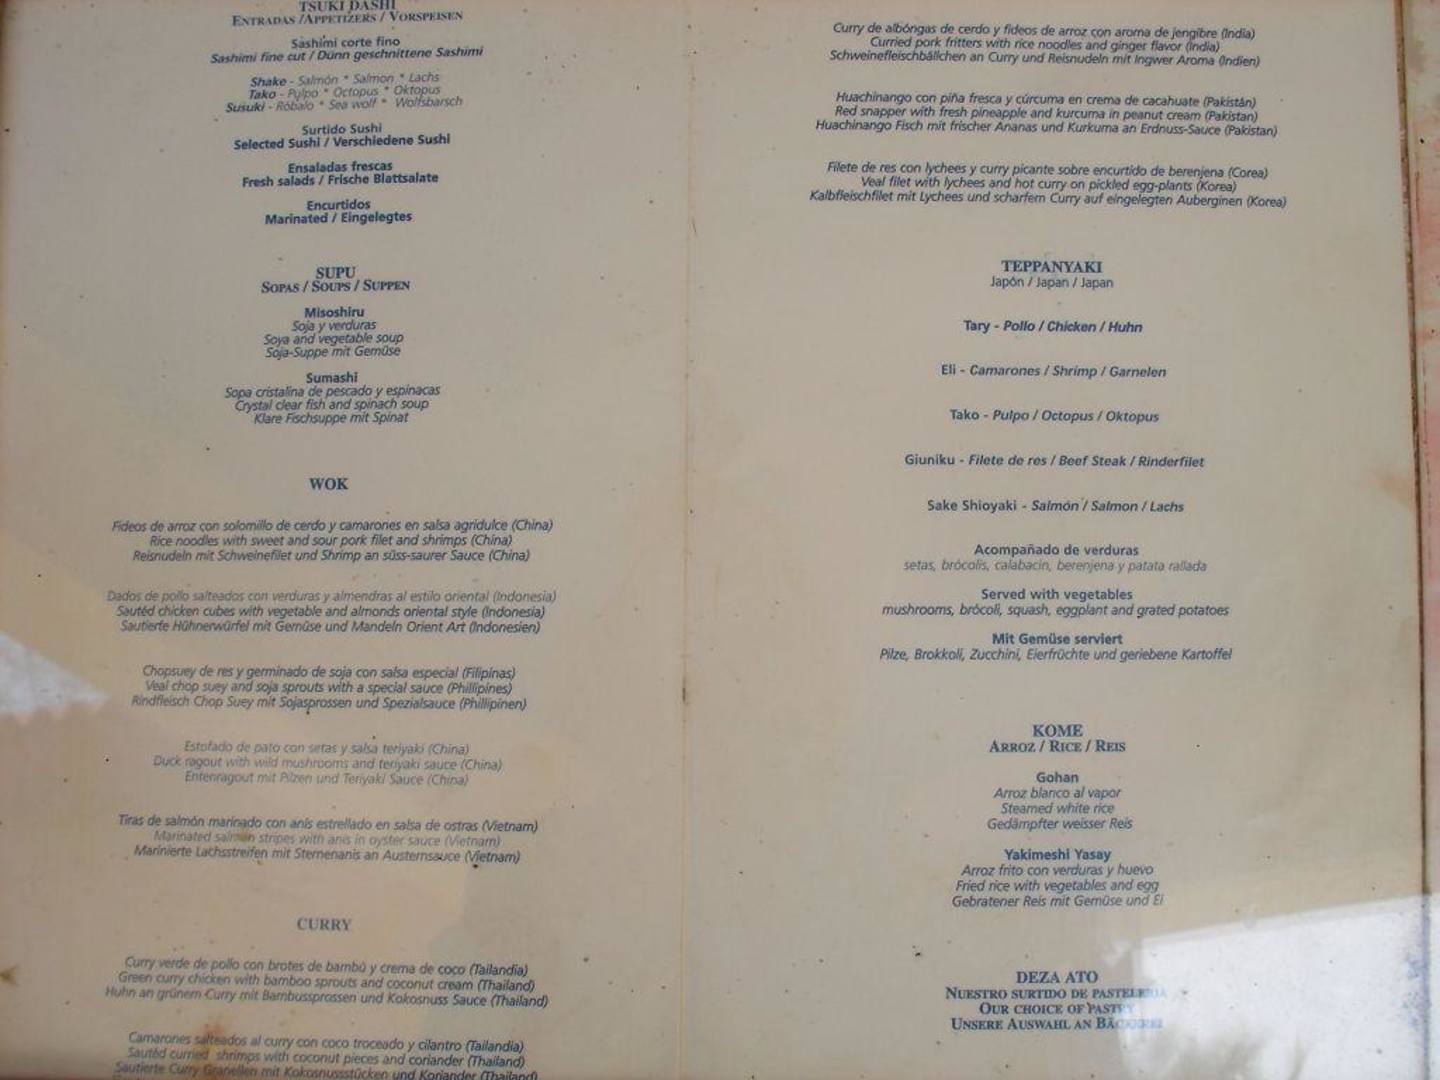 TSUKI DASHI
ENTRADAS /APPETIZERS / VORSPEISEN
Sashimi corte fino
Sashimi fine cut / Dünn geschnittene Sashimi
Shake - Salmón * Salmon * Lachs
Tako - Pulpo * Octopus * Oktopus
Susuki - Róbalo * Sea wolf * Wolfsbarsch
Surtido Sushi
Selected Sushi / Verschiedene Sushi
Ensaladas frescas
Fresh salads / Frische Blattsalate
Encurtidos
Marinated / Eingelegtes
SUPU
SOPAS / SOUPS / SUPPEN
Misoshiru
Soja y verduras
Soya and vegetable soup
Soja-Suppe mit Gemüse
Sumashi
Sopa cristalina de pescado y espinacas
Crystal clear fish and spinach soup
Klare Fischsuppe mit Spinat
WOK
Fideos de arroz con solomillo de cerdo y camarones en salsa agridulce (China)
Rice noodles with sweet and sour pork filet and shrimps (China)
Reisnudeln mit Schweinefilet und Shrimp an süss-saurer Sauce (China)
Dados de pollo salteados con verduras y almendras al estilo oriental (Indonesia)
Sautéd chicken cubes with vegetable and almonds oriental style (Indonesia)
Sautierte Hühnerwürfel mit Gemüse und Mandeln Orient Art (Indonesien)
Chopsuey de res y germinado de soja con salsa especial (Filipinas)
Veal chop suey and soja sprouts with a special sauce (Phillipines)
Rindfleisch Chop Suey mit Sojasprossen und Spezialsauce (Phillipinen)
Estofado de pato con setas y salsa teriyaki (China)
Duck ragout with wild mushrooms and teriyaki sauce (China)
Entenragout mit Pilzen und Teriyaki Sauce (China)
Tiras de salmón marinado con anís estrellado en salsa de ostras (Vietnam)
Marinated salmon stripes with anis in oyster sauce (Vietnam)
Marinierte Lachsstreifen mit Sternenanis an Austernsauce (Vietnam)
CURRY
Curry verde de pollo con brotes de bambú y crema de coco (Tailandia)
Green curry chicken with bamboo sprouts and coconut cream (Thailand)
Huhn an grünem Curry mit Bambussprossen und Kokosnuss Sauce (Thailand)
Camarones salteados al curry con coco troceado y cilantro (Tailandia)
Sautéd curried shrimps with coconut pieces and coriander (Thailand)
Sautierte Curry Granellen mit Kokosnussstücken und Koriander (Thailand)
Curry de albóngas de cerdo y fideos de arroz con aroma de jengibre (India)
Curried pork fritters with rice noodles and ginger flavor (India)
Schweinefleischbällchen an Curry und Reisnudeln mit Ingwer Aroma (Indien)
Huachinango con piña fresca y cúrcuma en crema de cacahuate (Pakistán)
Red snapper with fresh pineapple and kurcuma in peanut cream (Pakistan)
Huachinango Fisch mit frischer Ananas und Kurkuma an Erdnuss-Sauce (Pakistan)
Filete de res con lychees y curry picante sobre encurtido de berenjena (Corea)
Veal filet with lychees and hot curry on pickled egg-plants (Korea)
Kalbfleischfilet mit Lychees und scharfem Curry auf eingelegten Auberginen (Korea)
TEPPANYAKI
Japón / Japan / Japan
Tary - Pollo / Chicken / Huhn
Eli - Camarones / Shrimp / Garnelen
Tako - Pulpo / Octopus / Oktopus
Giuniku - Filete de res / Beef Steak / Rinderfilet
Sake Shioyaki - Salmón / Salmon / Lachs
Acompañado de verduras
setas, brócolis, calabacin, berenjena y patata rallada
Served with vegetables
mushrooms, brócoli, squash, eggplant and grated potatoes
Mit Gemüse serviert
Pilze, Brokkoli, Zucchini, Eierfrüchte und geriebene Kartoffel
KOME
ARROZ / RICE / REIS
Gohan
Arroz blanco al vapor
Steamed white rice
Gedämpfter weisser Reis
Yakimeshi Yasay
Arroz frito con verduras y huevo
Fried rice with vegetables and egg
Gebratener Reis mit Gemüse und Ei
DEZA ATO
NUESTRO SURTIDO DE PASTELERIA
OUR CHOICE OF PASTRY
UNSERE AUSWAHL AN BÄCKEREI